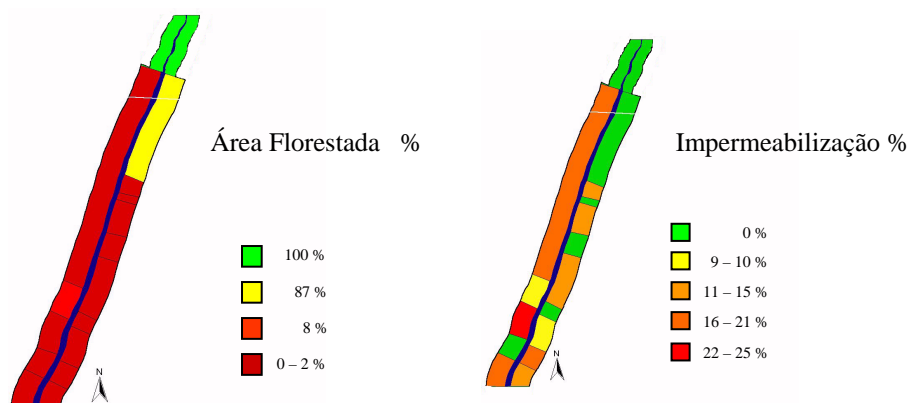 Área Florestada %
100 %
87 %
8 %
0 – 2 %
N
Impermeabilização %
0 %
9 – 10 %
11 – 15 %
16 – 21 %
22 – 25 %
N